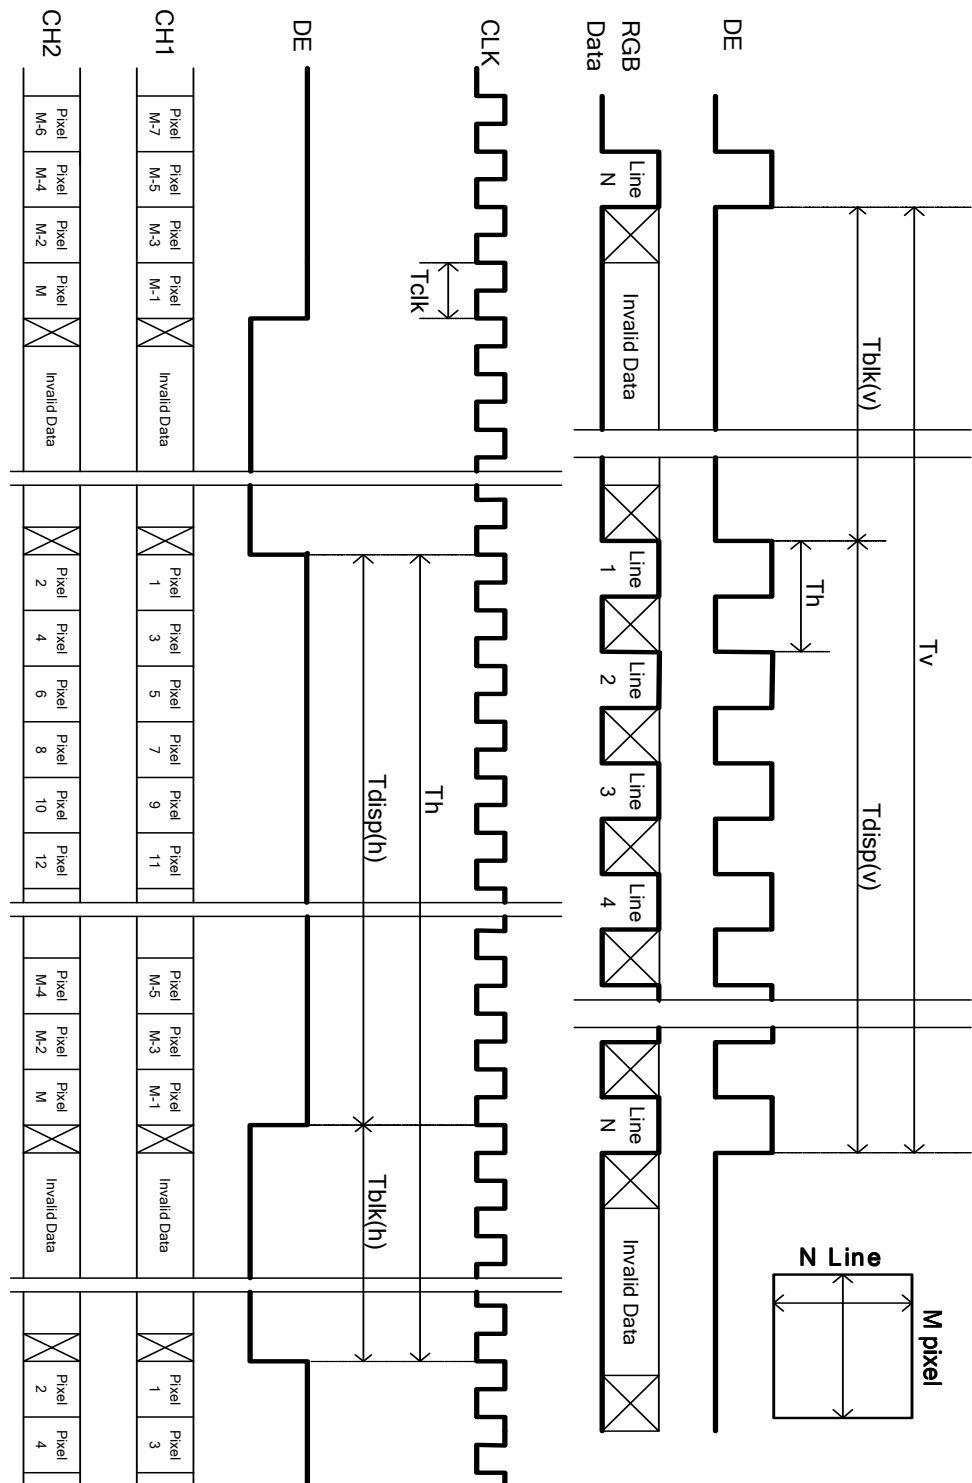 DE
RGB
Data
Line
N
Invalid Data
Line
1
Line
2
Line
3
Line
4
Line
N
Invalid Data
Tblk(v)
Th
Tv
Tdisp(v)
N Line
M pixel
CLK
Tclk
DE
Th
Tdisp(h)
Tblk(h)
CH1
Pixel
M-7
Pixel
M-5
Pixel
M-3
Pixel
M-1
Invalid Data
Pixel
1
Pixel
3
Pixel
5
Pixel
7
Pixel
9
Pixel
11
Pixel
M-5
Pixel
M-3
Pixel
M-1
Invalid Data
Pixel
1
Pixel
3
CH2
Pixel
M-6
Pixel
M-4
Pixel
M-2
Pixel
M
Invalid Data
Pixel
2
Pixel
4
Pixel
6
Pixel
8
Pixel
10
Pixel
12
Pixel
M-4
Pixel
M-2
Pixel
M
Invalid Data
Pixel
2
Pixel
4